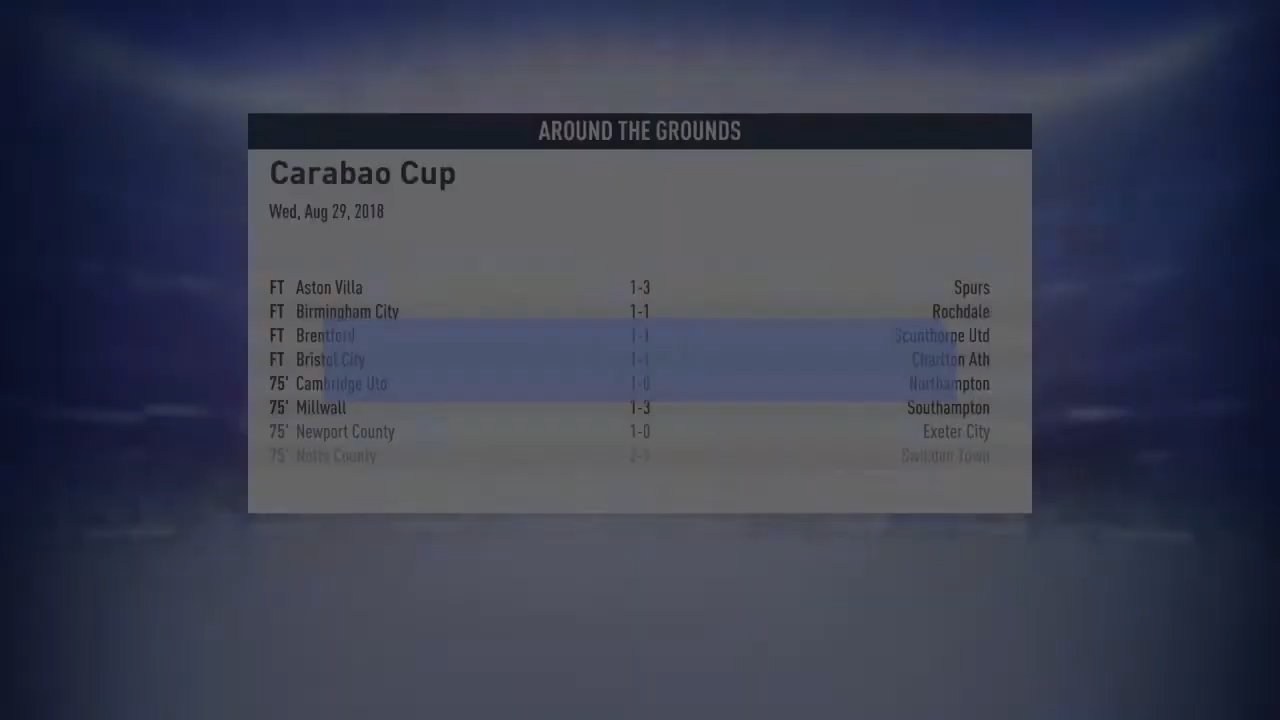 AROUND THE GROUNDS
Carabao Cup
Wed, Aug 29, 2018
FT Aston Villa 1-3 Spurs
FT Birmingham City 1-1 Rochdale
FT Brentford 1-1 Scunthorpe Utd
FT Bristol City 1-1 Charlton Ath
75' Cambridge Utd 1-0 Northampton
75' Millwall 1-3 Southampton
75' Newport County 1-0 Exeter City
75' Notts County Swindon Town